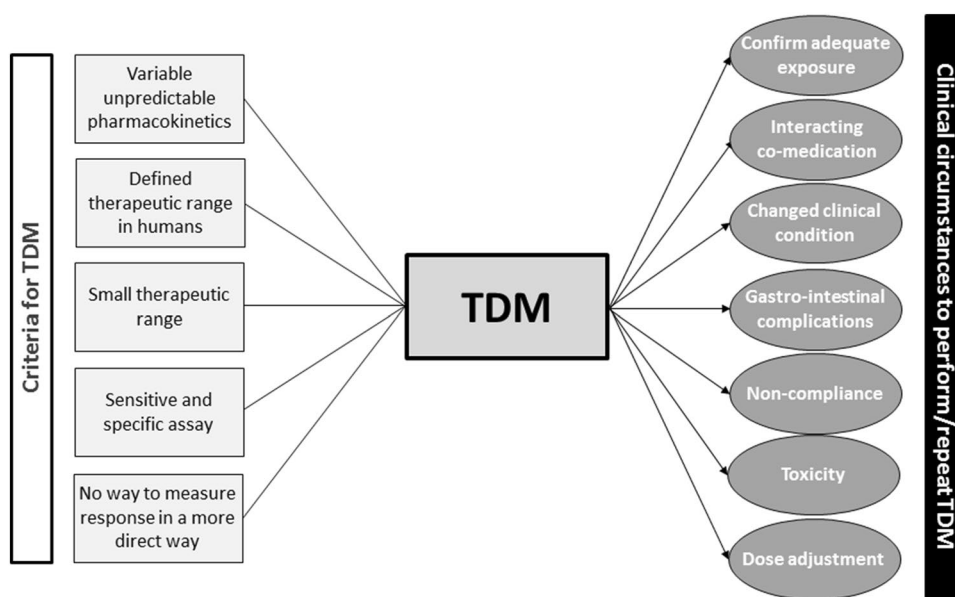 Criteria for TDM
Variable
unpredictable
pharmacokinetics
Defined
therapeutic range
in humans
Small therapeutic
range
Sensitive and
specific assay
No way to measure
response in a more
direct way
TDM
Confirm adequate
exposure
Interacting
co-medication
Changed clinical
condition
Gastro-intestinal
complications
Non-compliance
Toxicity
Dose adjustment
Clinical circumstances to perform/repeat TDM